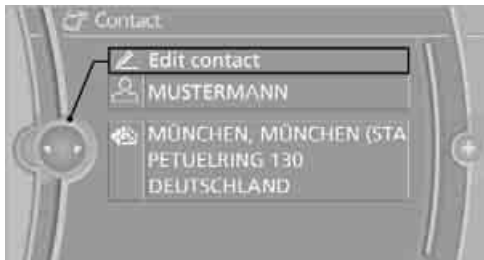 Contact
Edit contact
MUSTERMANN
MÜNCHEN, MÜNCHEN (STA
PETUELRING 130
DEUTSCHLAND